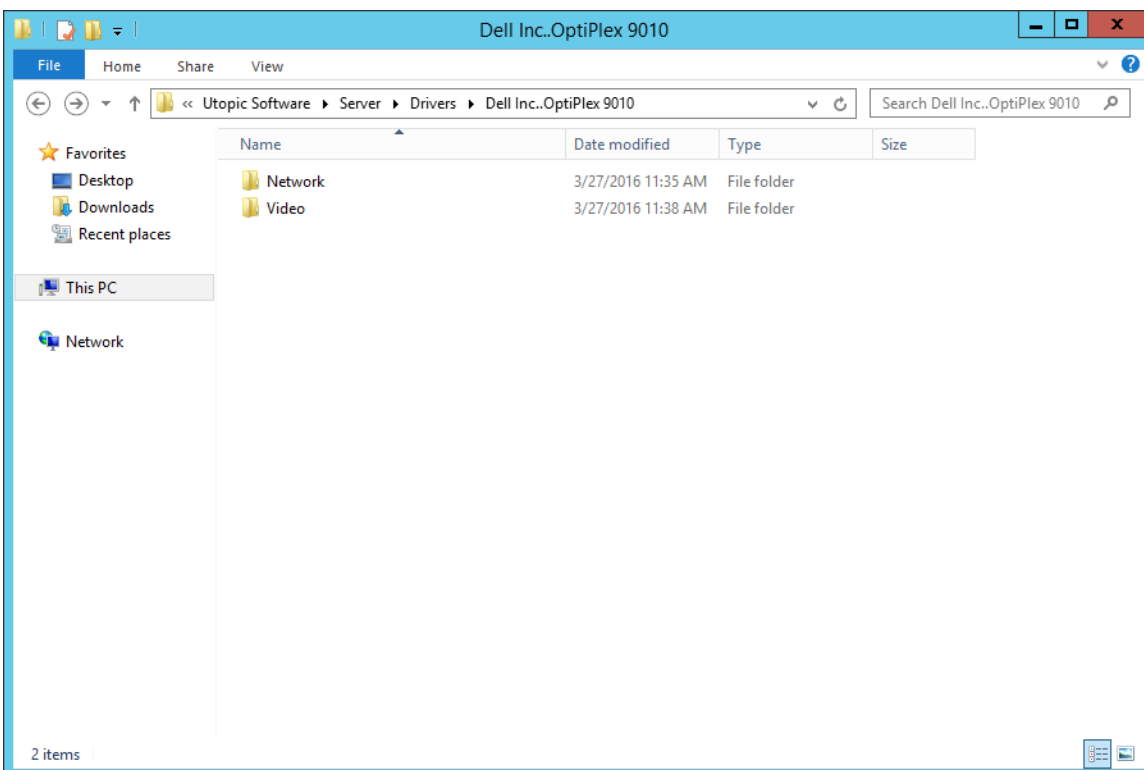 Dell Inc..OptiPlex 9010
File Home Share View
« Utopic Software Server Drivers Dell Inc..OptiPlex 9010
Search Dell Inc..OptiPlex 9010
Favorites
Desktop
Downloads
Recent places
This PC
Network
Name Date modified Type Size
Network 3/27/2016 11:35 AM File folder
Video 3/27/2016 11:38 AM File folder
2 items